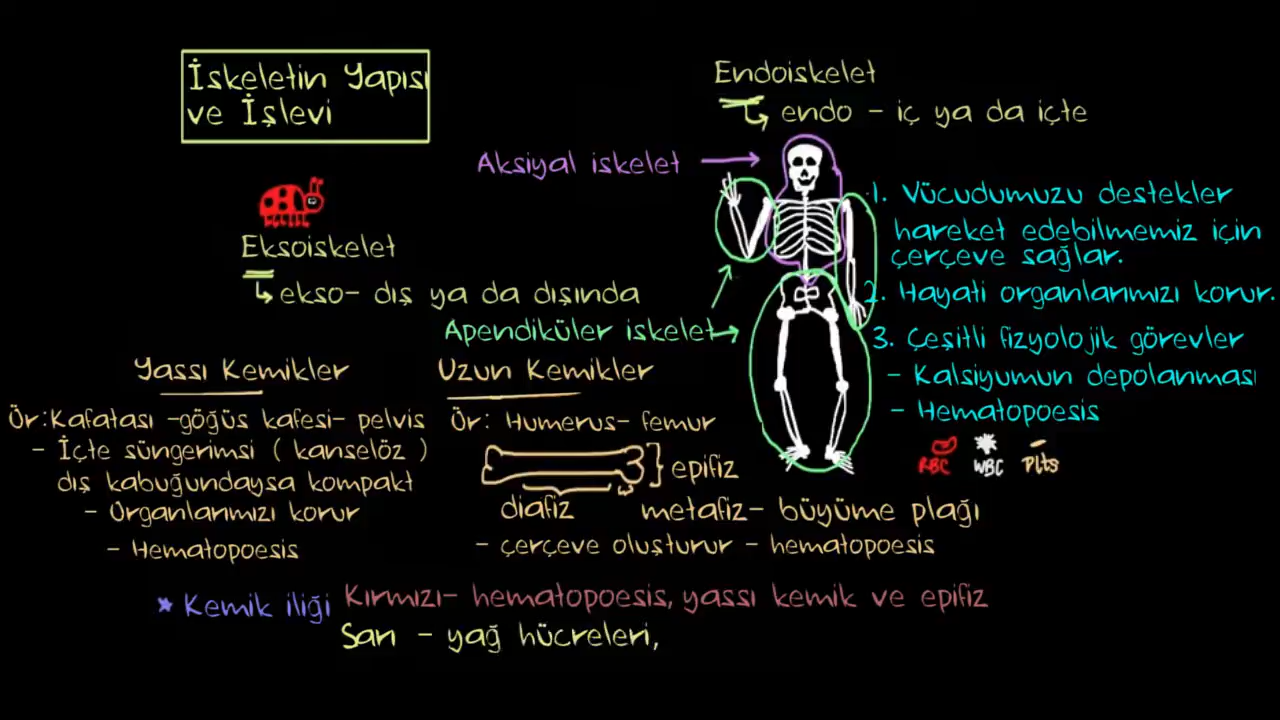 İskeletin Yapısı
ve İşlevi
Eksoiskelet
ekso- dış ya da dışında
Endoiskelet
endo - iç ya da içte
Aksiyal iskelet
Apendiküler iskelet
1. Vücudumuzu destekler
hareket edebilmemiz için
çerçeve sağlar.
2. Hayati organlarımızı korur.
3. Çeşitli fizyolojik görevler
- Kalsiyumun depolanması
- Hematopoesis
RBC WBC Plts
Yassı Kemikler
Ör:Kafatası -göğüs kafesi- pelvis
- İçte süngerimsi ( kanselöz )
dış kabuğundaysa kompakt
- Organlarımızı korur
- Hematopoesis
Uzun Kemikler
Ör: Humerus- femur
epifiz
diafiz metafiz- büyüme plağı
- çerçeve oluşturur - hematopoesis
* Kemik iliği Kırmızı- hematopoesis, yassı kemik ve epifiz
Sarı - yağ hücreleri,